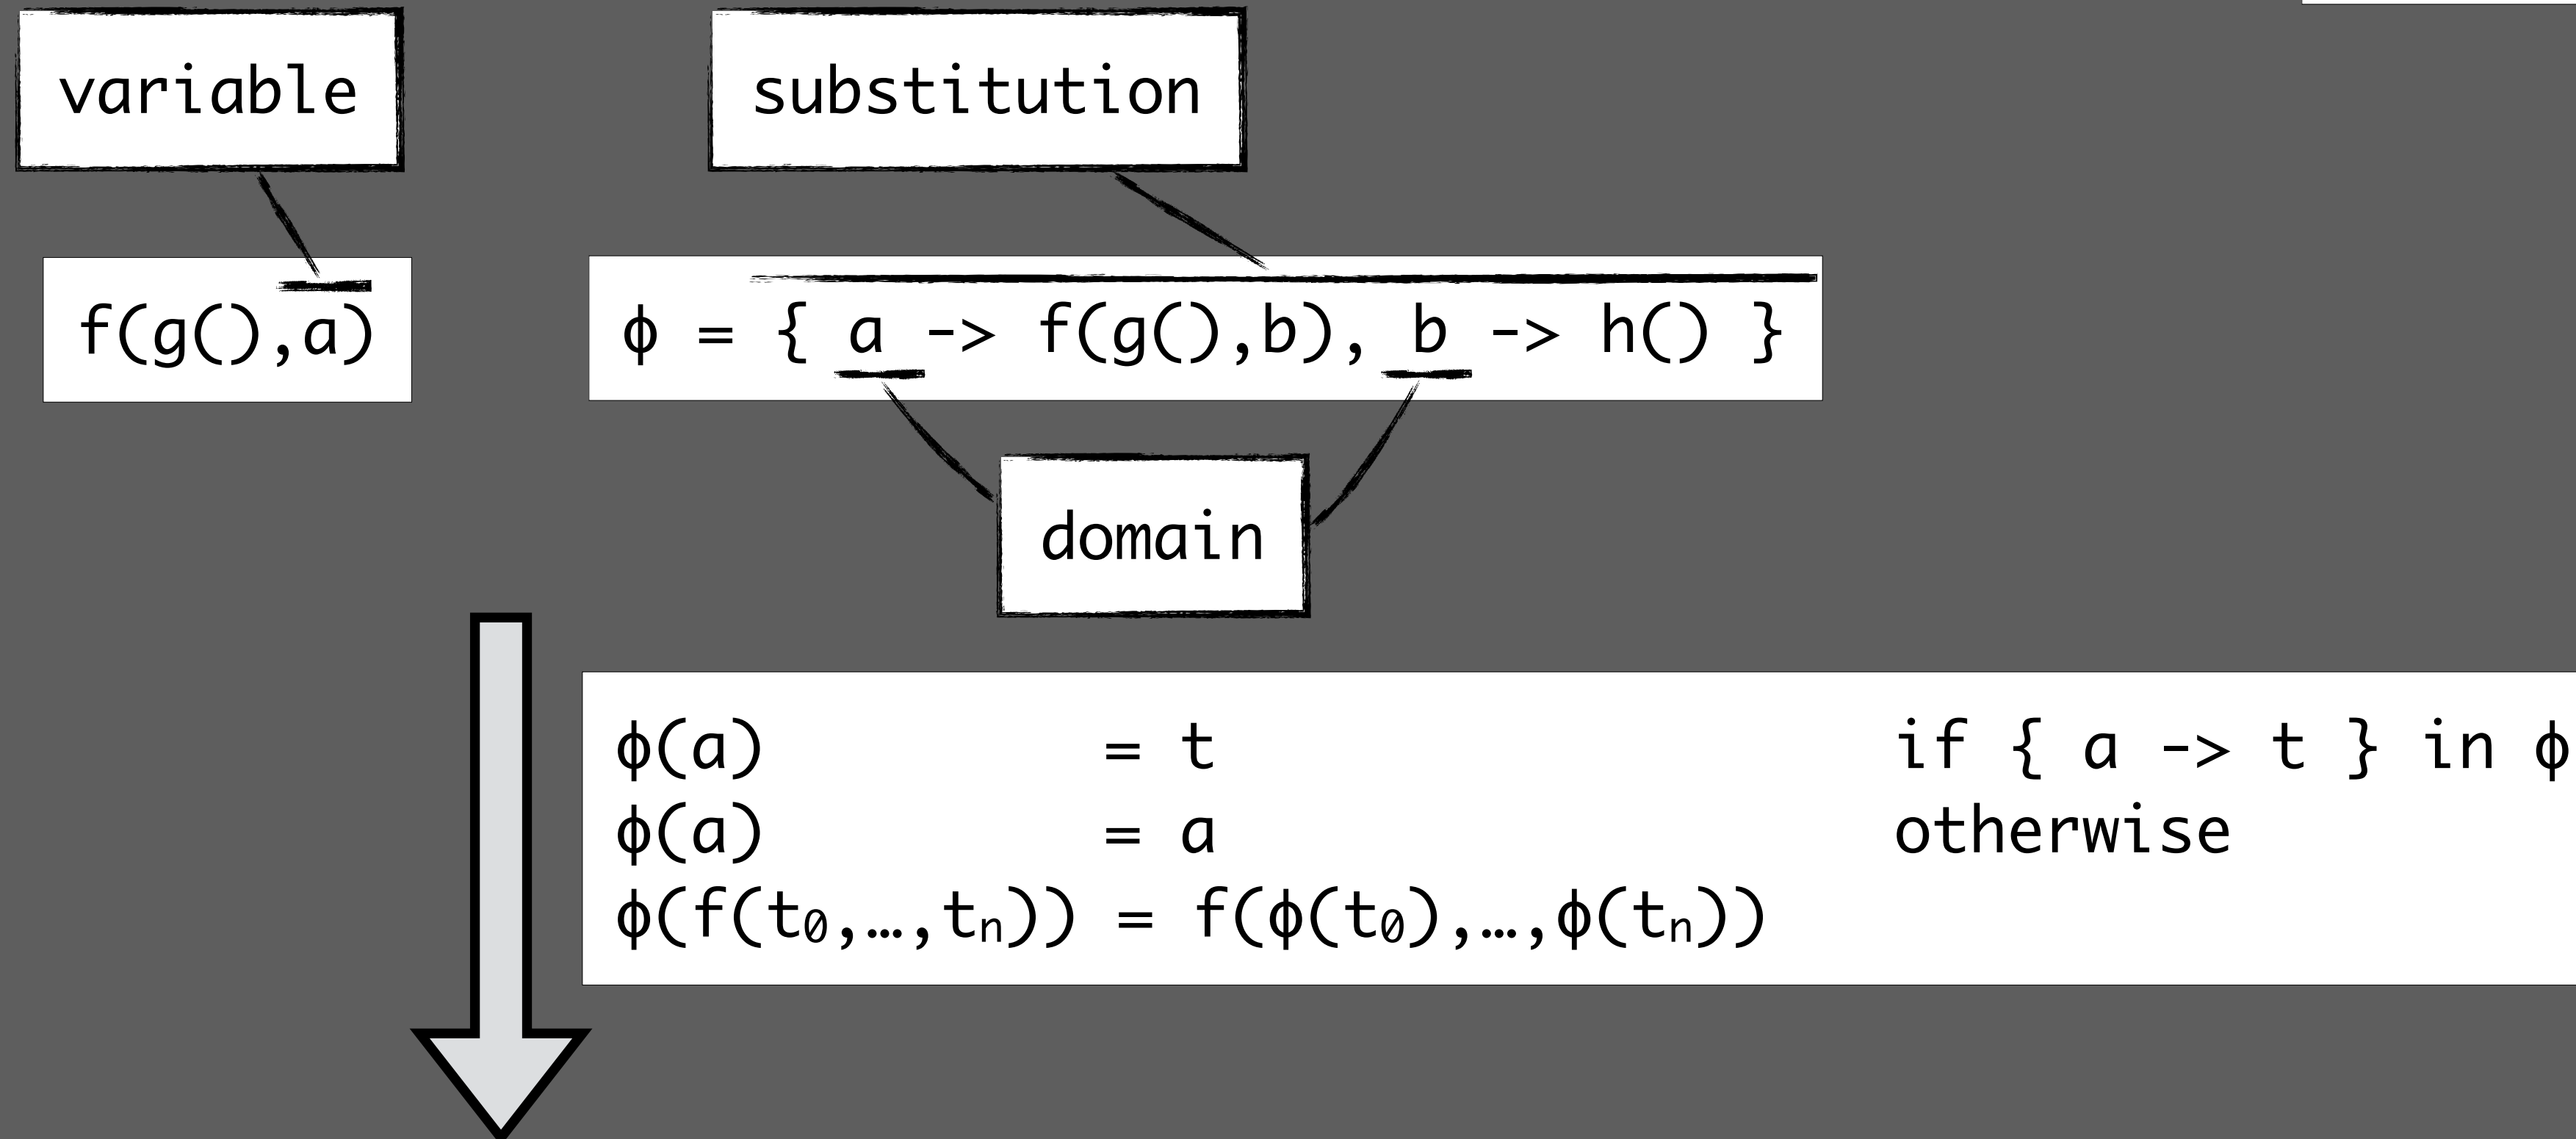 variable
substitution
f(g(),a)
ϕ = { a -> f(g(),b), b -> h() }
domain
ϕ(a) = t if { a -> t } in ϕ
ϕ(a) = a otherwise
ϕ(f(t₀,…,tₙ)) = f(ϕ(t₀),…,ϕ(tₙ))